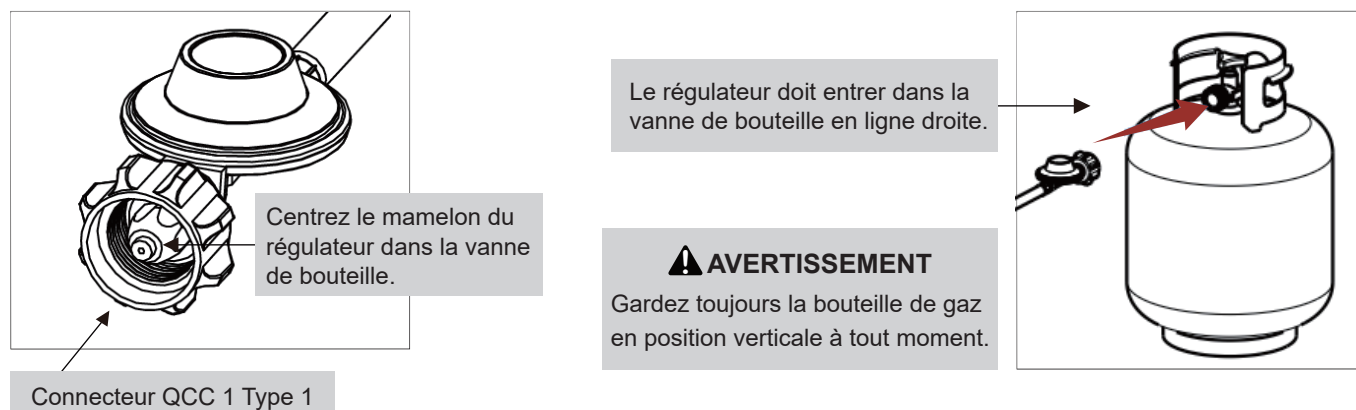 Centrez le mamelon du
régulateur dans la vanne
de bouteille.
Connecteur QCC 1 Type 1
Le régulateur doit entrer dans la
vanne de bouteille en ligne droite.
AVERTISSEMENT
Gardez toujours la bouteille de gaz
en position verticale à tout moment.